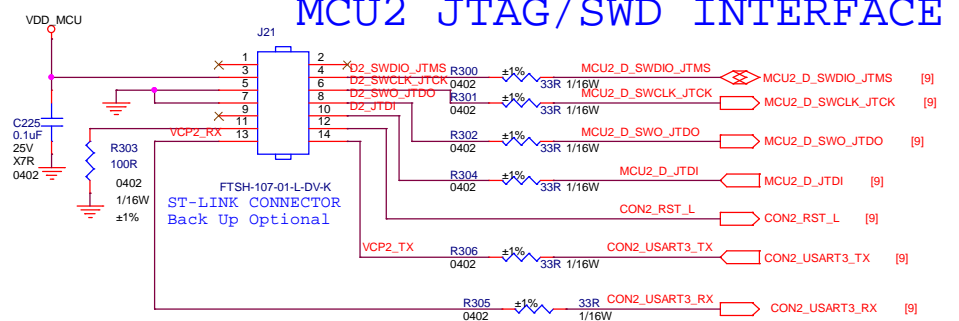 MCU2 JTAG/SWD INTERFACE
VDD_MCU
J21
1 2
3 4
5 6
7 8
9 10
11 12
13 14
D2_SWDIO_JTMS R300 ±1% MCU2_D_SWDIO_JTMS MCU2_D_SWDIO_JTMS [9]
0402 33R 1/16W
D2_SWCLK_JTCK R301 ±1% MCU2_D_SWCLK_JTCK MCU2_D_SWCLK_JTCK [9]
0402 33R 1/16W
D2_SWO_JTDO R302 ±1% MCU2_D_SWO_JTDO MCU2_D_SWO_JTDO [9]
0402 33R 1/16W
D2_JTDI R304 ±1% MCU2_D_JTDI MCU2_D_JTDI [9]
0402 33R 1/16W
C225
0.1uF
25V
X7R
0402
VCP2_RX
R303
100R
0402
1/16W
±1%
FTSH-107-01-L-DV-K
ST-LINK CONNECTOR
Back Up Optional
CON2_RST_L CON2_RST_L [9]
VCP2_TX R306 ±1% CON2_USART3_TX CON2_USART3_TX [9]
0402 33R 1/16W
R305 ±1% 33R CON2_USART3_RX CON2_USART3_RX [9]
0402 1/16W